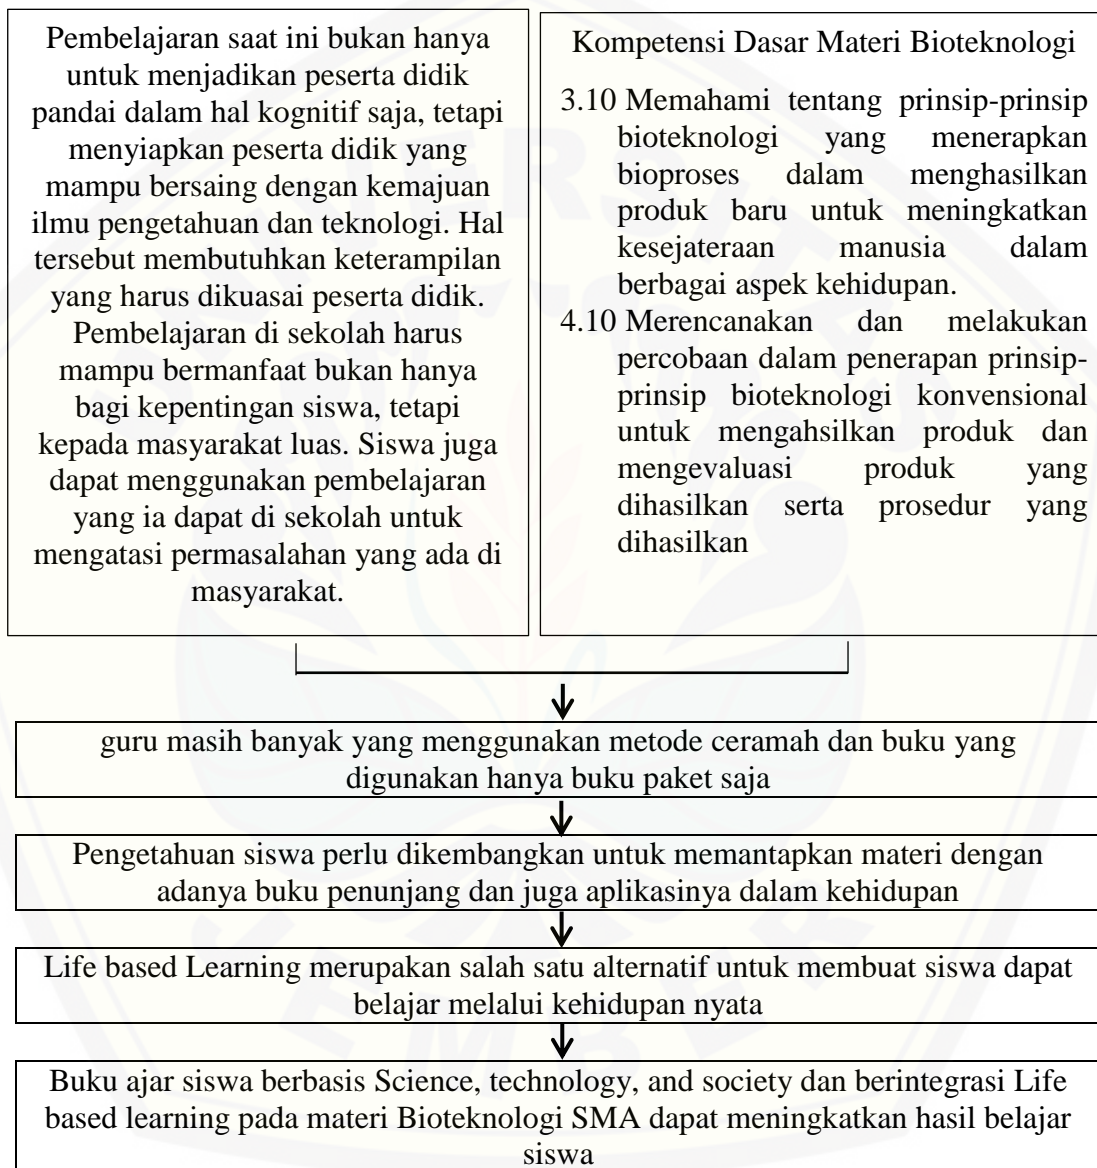 Pembelajaran saat ini bukan hanya
untuk menjadikan peserta didik
pandai dalam hal kognitif saja, tetapi
menyiapkan peserta didik yang
mampu bersaing dengan kemajuan
ilmu pengetahuan dan teknologi. Hal
tersebut membutuhkan keterampilan
yang harus dikuasai peserta didik.
Pembelajaran di sekolah harus
mampu bermanfaat bukan hanya
bagi kepentingan siswa, tetapi
kepada masyarakat luas. Siswa juga
dapat menggunakan pembelajaran
yang ia dapat di sekolah untuk
mengatasi permasalahan yang ada di
masyarakat.
Kompetensi Dasar Materi Bioteknologi
3.10 Memahami tentang prinsip-prinsip
bioteknologi yang menerapkan
bioproses dalam menghasilkan
produk baru untuk meningkatkan
kesejateraan manusia dalam
berbagai aspek kehidupan.
4.10 Merencanakan dan melakukan
percobaan dalam penerapan prinsip-
prinsip bioteknologi konvensional
untuk mengahsilkan produk dan
mengevaluasi produk yang
dihasilkan serta prosedur yang
dihasilkan
guru masih banyak yang menggunakan metode ceramah dan buku yang
digunakan hanya buku paket saja
Pengetahuan siswa perlu dikembangkan untuk memantapkan materi dengan
adanya buku penunjang dan juga aplikasinya dalam kehidupan
Life based Learning merupakan salah satu alternatif untuk membuat siswa dapat
belajar melalui kehidupan nyata
Buku ajar siswa berbasis Science, technology, and society dan berintegrasi Life
based learning pada materi Bioteknologi SMA dapat meningkatkan hasil belajar
siswa
UNIVERSITAS
JEMBER